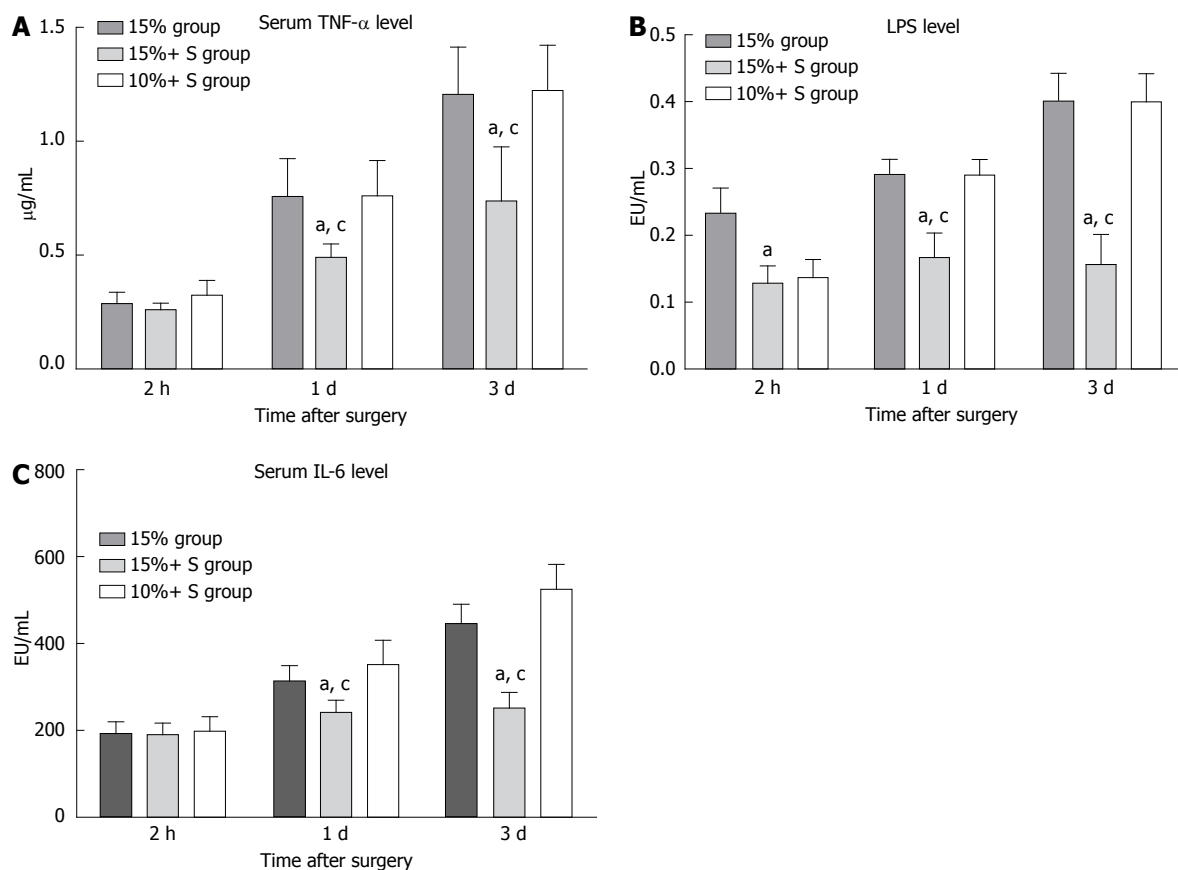 A
Serum TNF-α level
15% group
15%+ S group
10%+ S group
1.5
1.0
0.5
0.0
μg/mL
a, c
a, c
2 h
1 d
3 d
Time after surgery
B
LPS level
15% group
15%+ S group
10%+ S group
0.5
0.4
0.3
0.2
0.1
0.0
EU/mL
a
a, c
a, c
2 h
1 d
3 d
Time after surgery
C
Serum IL-6 level
15% group
15%+ S group
10%+ S group
800
600
400
200
0
EU/mL
a, c
a, c
2 h
1 d
3 d
Time after surgery